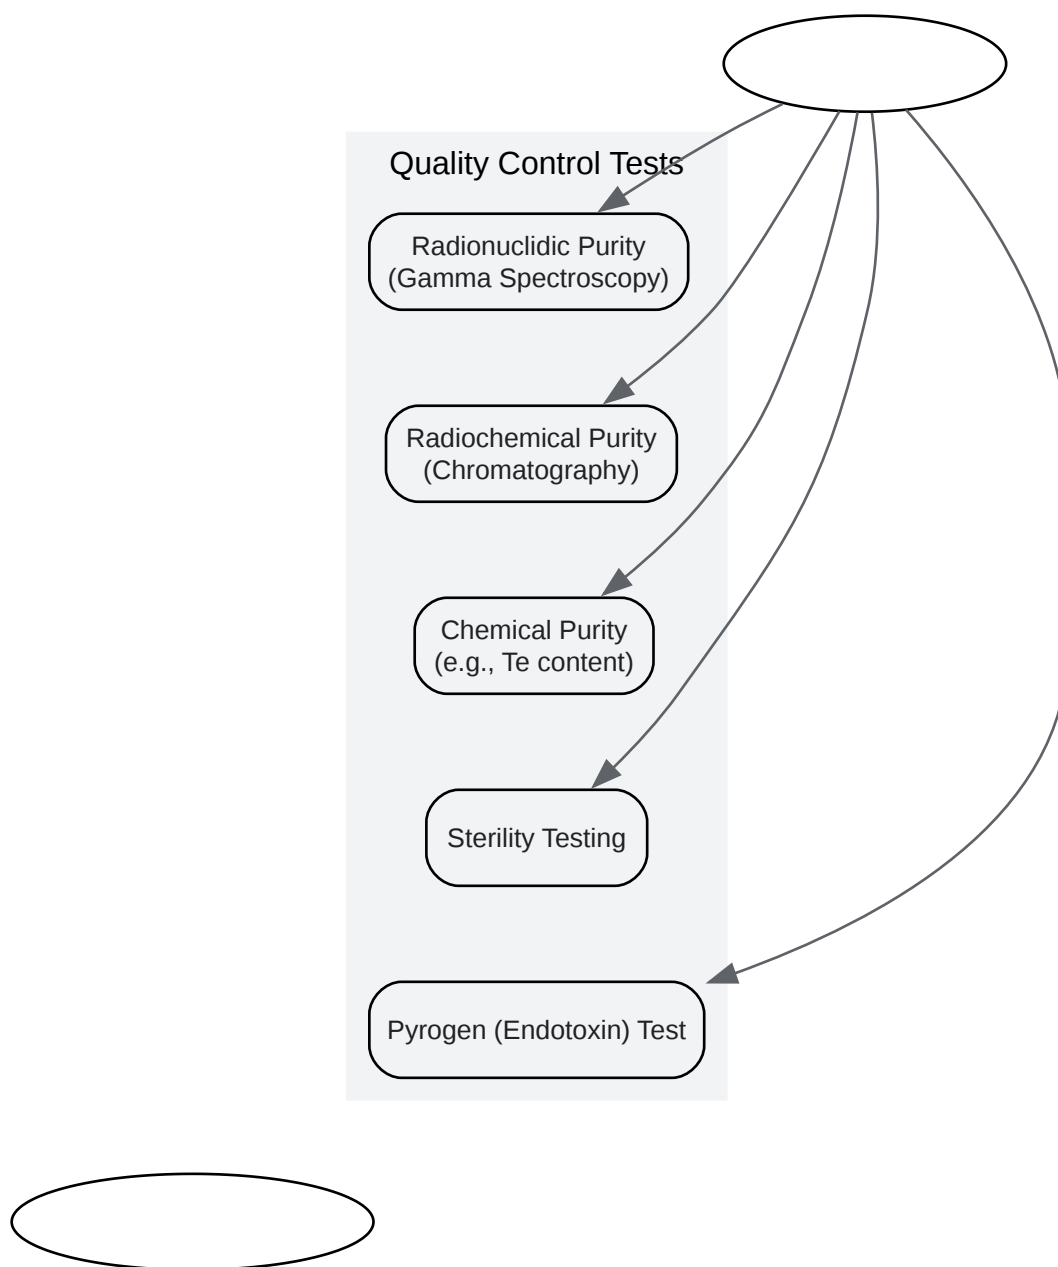 Quality Control Tests
Radionuclidic Purity
(Gamma Spectroscopy)
Radiochemical Purity
(Chromatography)
Chemical Purity
(e.g., Te content)
Sterility Testing
Pyrogen (Endotoxin) Test